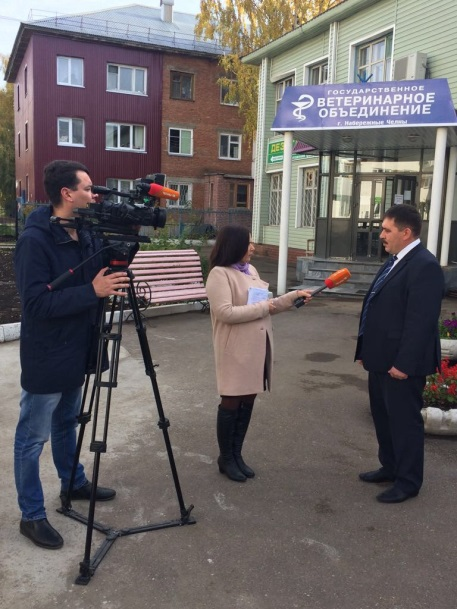 ГОСУДАРСТВЕННОЕ
ВЕТЕРИНАРНОЕ
ОБЪЕДИНЕНИЕ
г. Набережные Челны